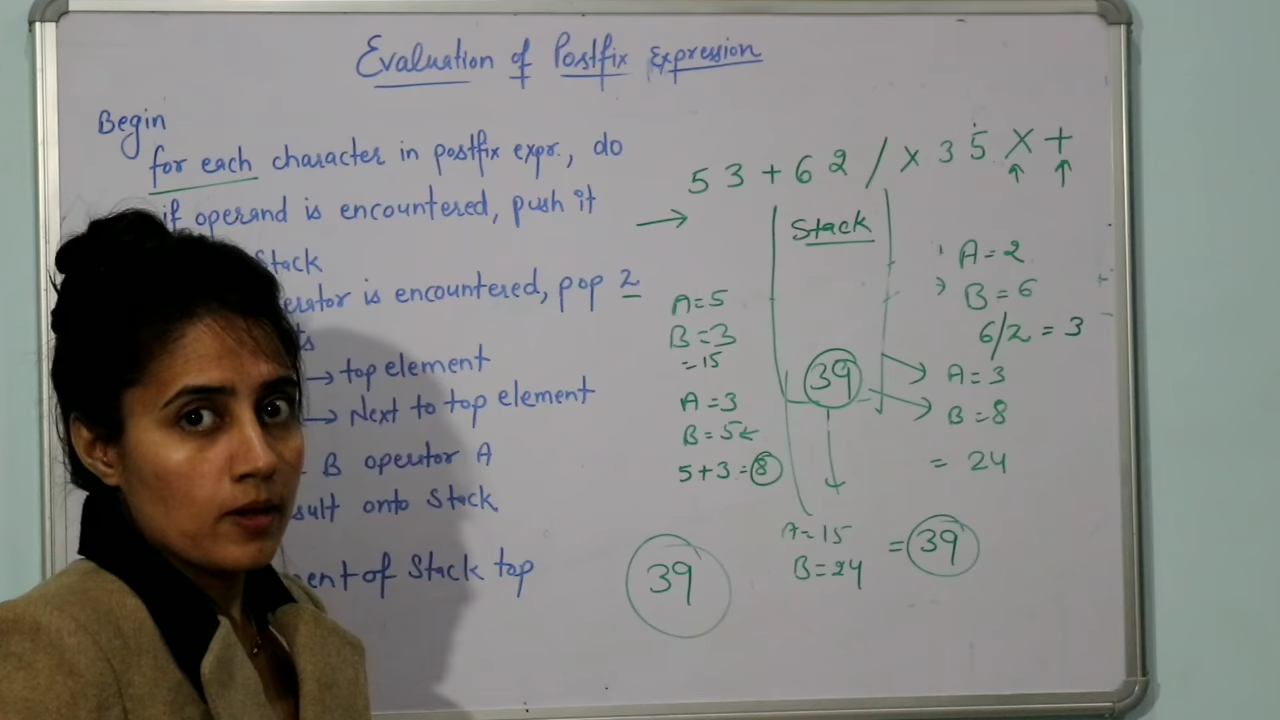 Evaluation of Postfix Expression
Begin
for each character in postfix expr., do
if operand is encountered, push it
Stack
is encountered, pop 2
→ top element
→ Next to top element
B operator A
onto Stack
of Stack top
5 3 + 6 2 / x 3 5 x +
Stack
A=5
B=3
=15
A=3
B=5
5+3=8
39
39
A=15
B=24
=39
A=2
B=6
6/2=3
A=3
B=8
=24